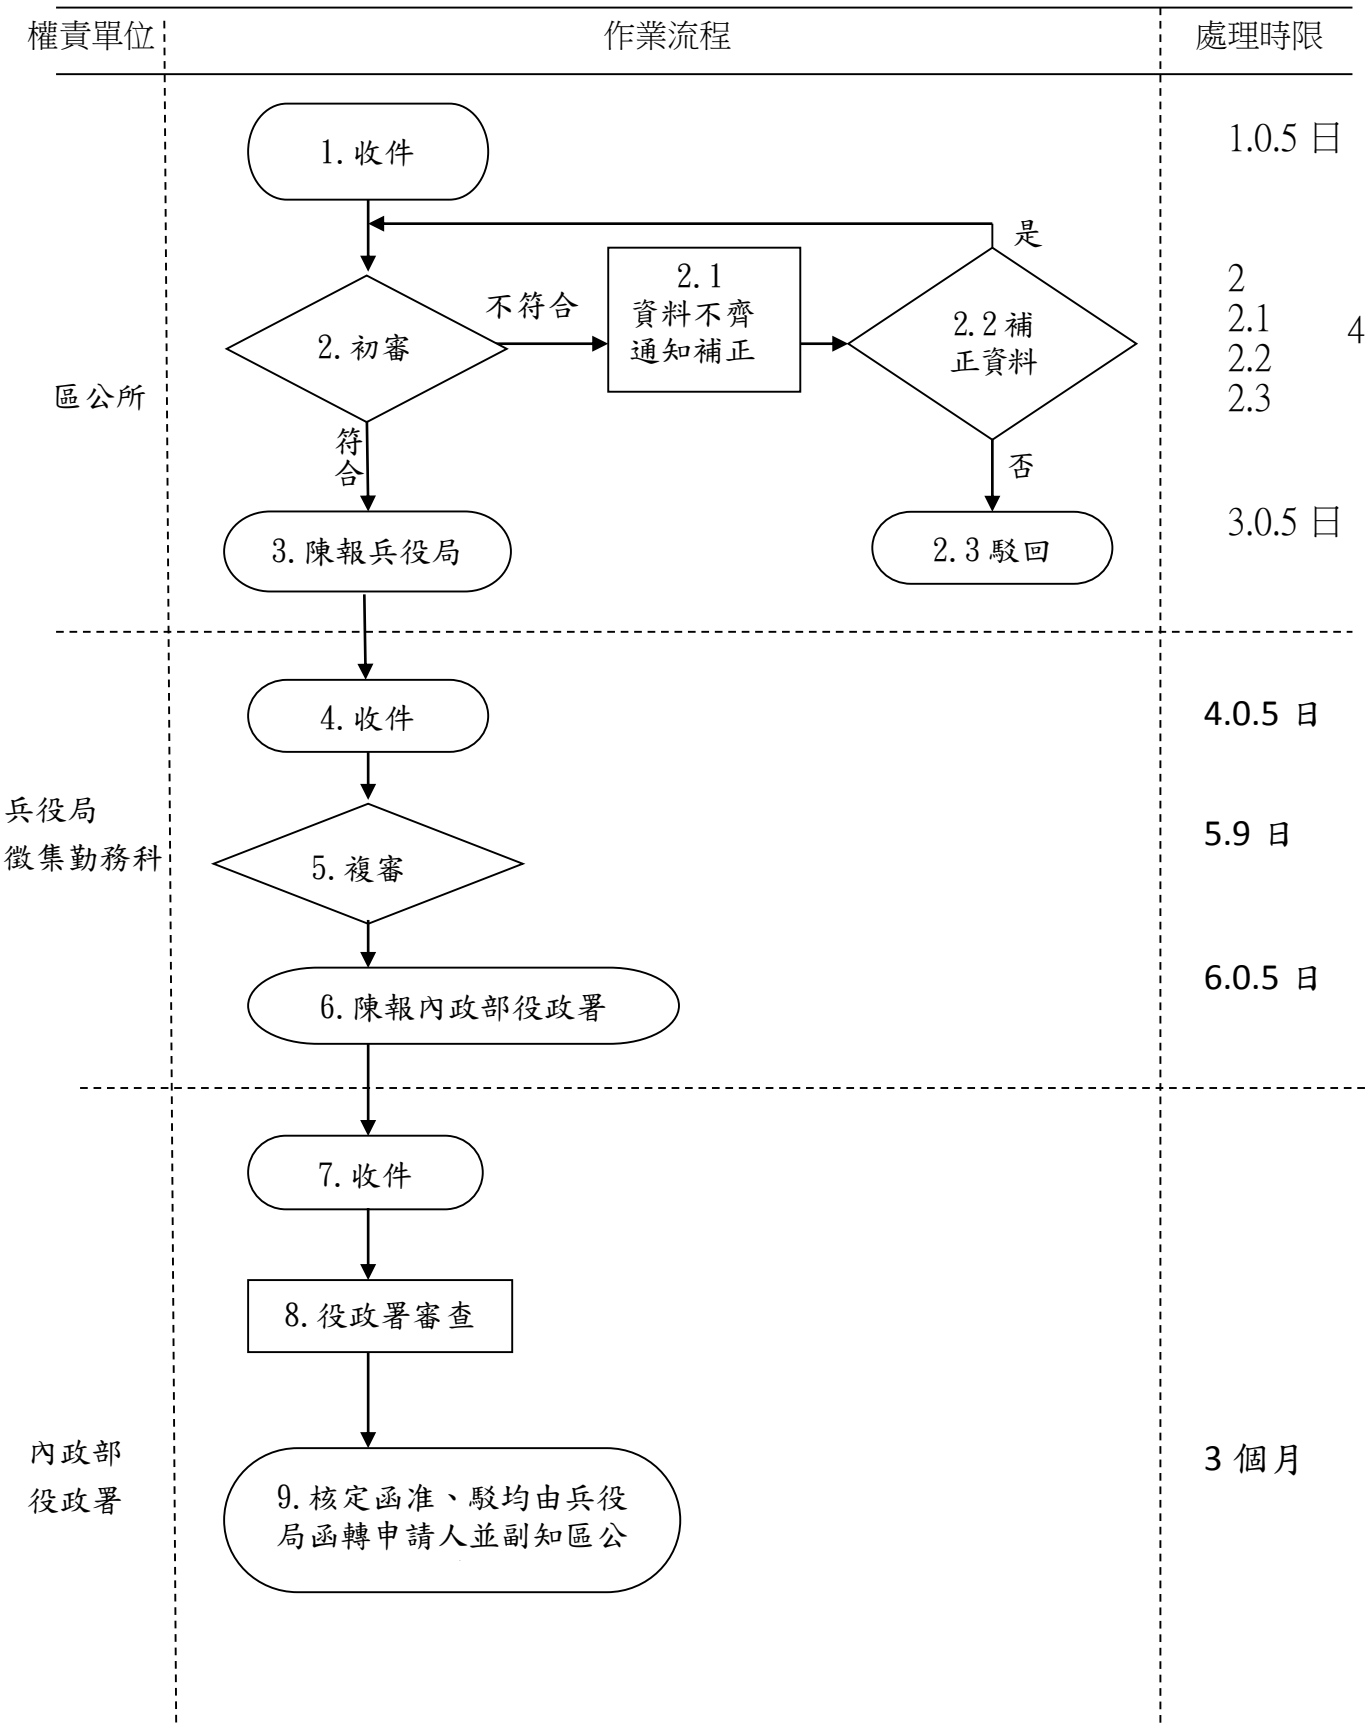 權責單位
作業流程
處理時限
1.收件
1.0.5 日
是
不符合
2.1
資料不齊
通知補正
2.初審
2.2補
正資料
2
2.1
2.2
2.3
4
區公所
符
合
否
3.陳報兵役局
2.3駁回
3.0.5 日
4.收件
4.0.5 日
兵役局
徵集勤務科
5.複審
5.9 日
6.陳報內政部役政署
6.0.5 日
7.收件
8.役政署審查
內政部
役政署
9.核定函准、駁均由兵役
局函轉申請人並副知區公
3 個月